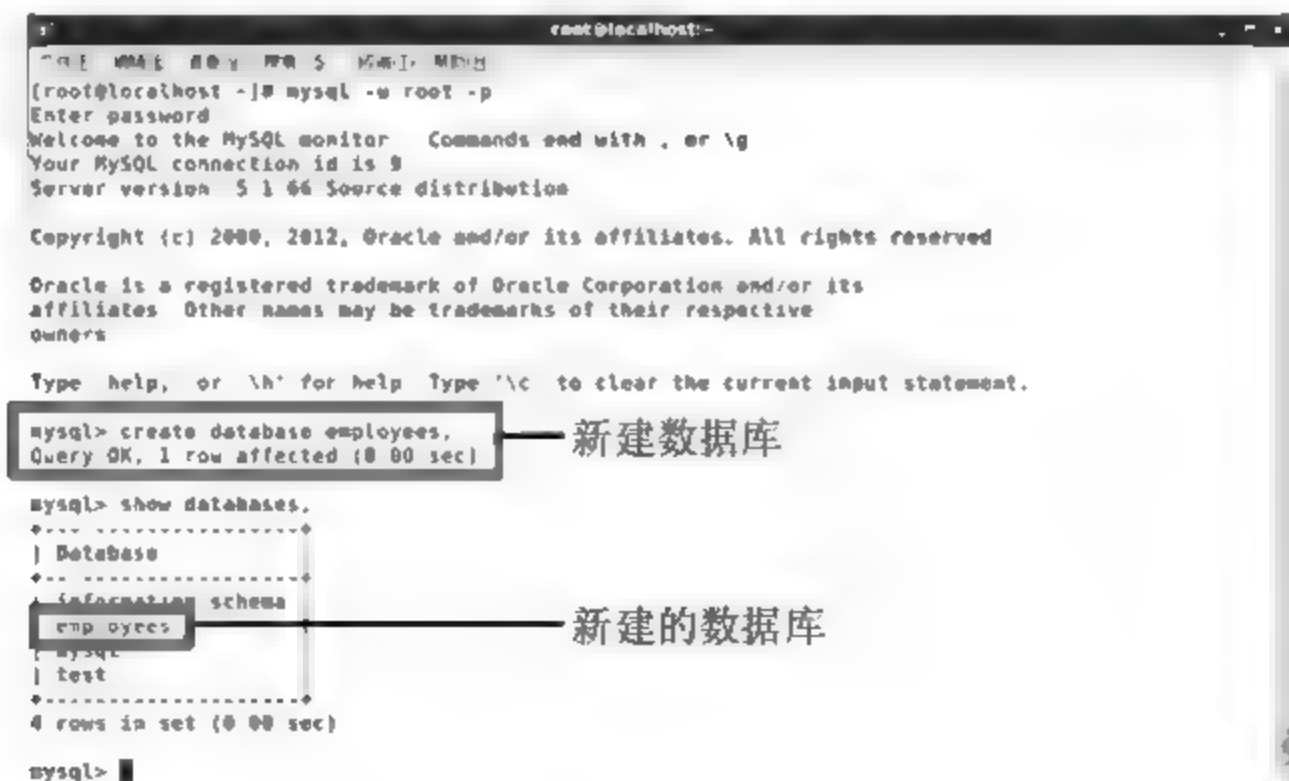 root@localhost:~
[root@localhost ~]# mysql -u root -p
Enter password
Welcome to the MySQL monitor Commands end with , or \g
Your MySQL connection id is 9
Server version 5 1 66 Source distribution
Copyright (c) 2000, 2012, Oracle and/or its affiliates. All rights reserved
Oracle is a registered trademark of Oracle Corporation and/or its
affiliates Other names may be trademarks of their respective
owners
Type help, or \h' for help Type '\c to clear the current input statement.
mysql> create database employees,
Query OK, 1 row affected (0 00 sec)
新建数据库
mysql> show databases,
+--------------------+
| Database
+--------------------+
| information schema
emp oyees
新建的数据库
| mysql
| test
+--------------------+
4 rows in set (0 00 sec)
mysql>